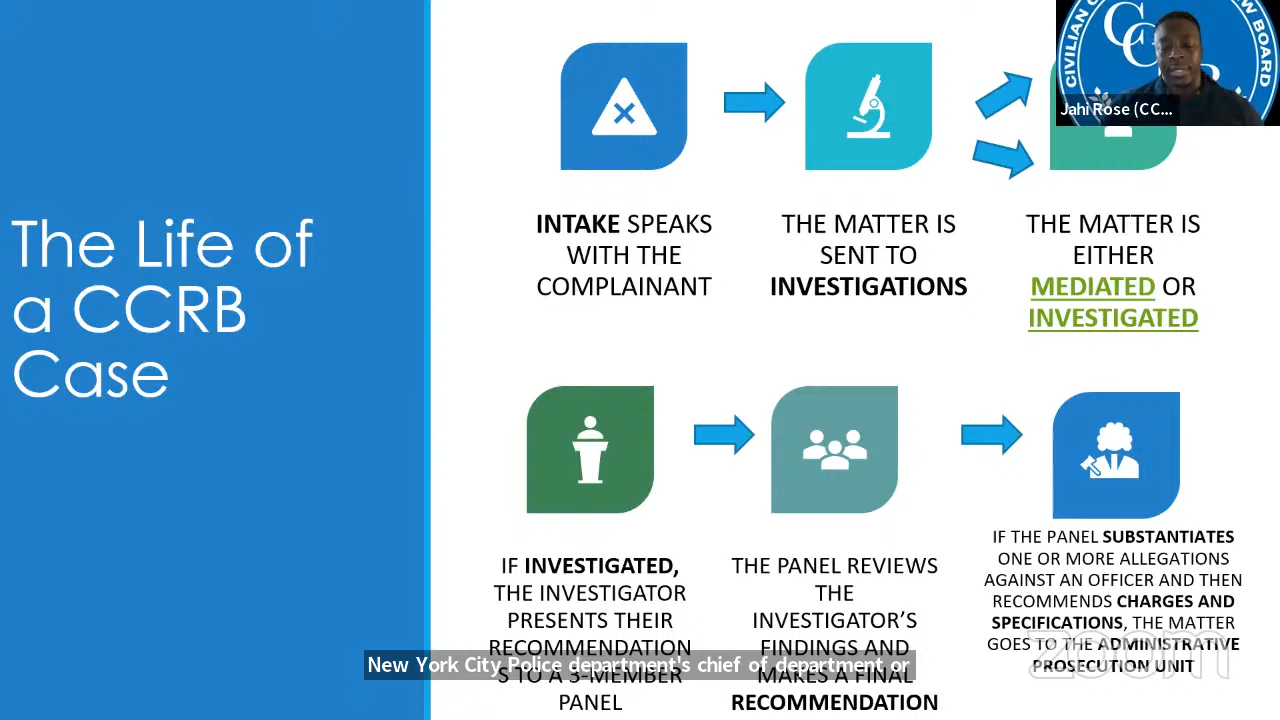 The Life of
a CCRB
Case
INTAKE SPEAKS
WITH THE
COMPLAINANT
THE MATTER IS
SENT TO
INVESTIGATIONS
THE MATTER IS
EITHER
MEDIATED OR
INVESTIGATED
IF INVESTIGATED,
THE INVESTIGATOR
PRESENTS THEIR
RECOMMENDATION
S TO A 3-MEMBER
PANEL
THE PANEL REVIEWS
THE
INVESTIGATOR'S
FINDINGS AND
MAKES A FINAL
RECOMMENDATION
IF THE PANEL SUBSTANTIATES
ONE OR MORE ALLEGATIONS
AGAINST AN OFFICER AND THEN
RECOMMENDS CHARGES AND
SPECIFICATIONS, THE MATTER
GOES TO THE ADMINISTRATIVE
PROSECUTION UNIT
Jahi Rose (CC...
New York City Police department's chief of department or
zoom